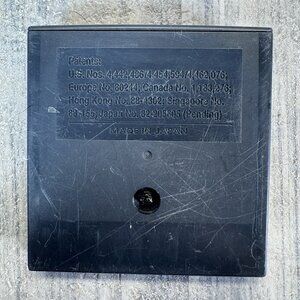 Patents:
U.S. Nos. 4,442,486/4,454,594/4,462,076;
Europe No. 80244; Canada No. 1,183,276;
Hong Kong No. 88-4302; Singapore No.
88-155; Japan No. 82-205345 (Pending)
MADE IN JAPAN